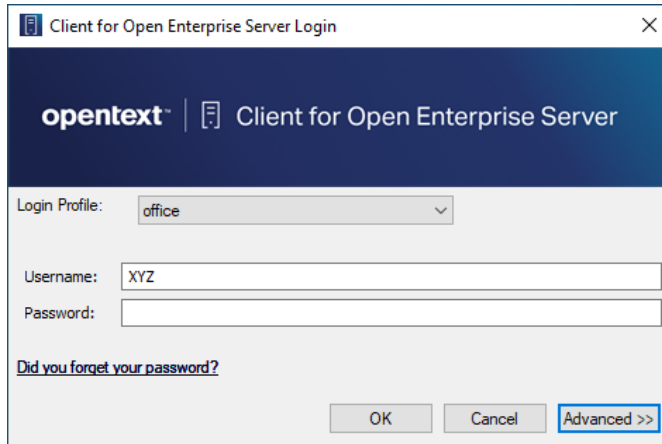 Client for Open Enterprise Server Login
opentext™ | Client for Open Enterprise Server
Login Profile: office
Username: XYZ
Password:
Did you forget your password?
OK Cancel Advanced >>